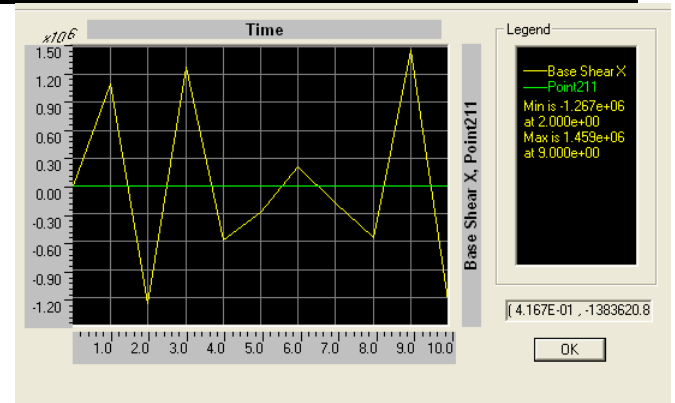 x10^6
Time
1.50
1.20
0.90
0.60
0.30
0.00
-0.30
-0.60
-0.90
-1.20
1.0 2.0 3.0 4.0 5.0 6.0 7.0 8.0 9.0 10.0
Base Shear X, Point211
Legend
Base Shear X
Point211
Min is -1.267e+06
at 2.000e+00
Max is 1.459e+06
at 9.000e+00
( 4.167E-01 , -1383620.8
OK